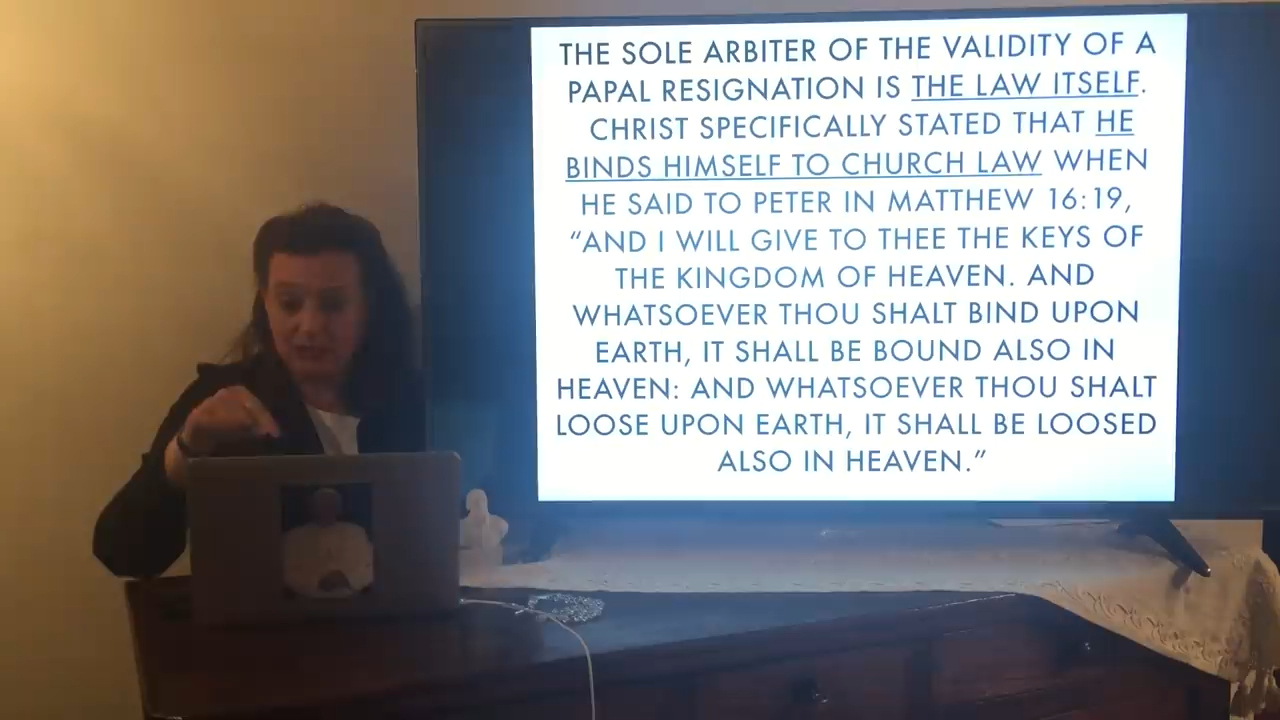 THE SOLE ARBITER OF THE VALIDITY OF A
PAPAL RESIGNATION IS THE LAW ITSELF.
CHRIST SPECIFICALLY STATED THAT HE
BINDS HIMSELF TO CHURCH LAW WHEN
HE SAID TO PETER IN MATTHEW 16:19,
“AND I WILL GIVE TO THEE THE KEYS OF
THE KINGDOM OF HEAVEN. AND
WHATSOEVER THOU SHALT BIND UPON
EARTH, IT SHALL BE BOUND ALSO IN
HEAVEN: AND WHATSOEVER THOU SHALT
LOOSE UPON EARTH, IT SHALL BE LOOSED
ALSO IN HEAVEN.”